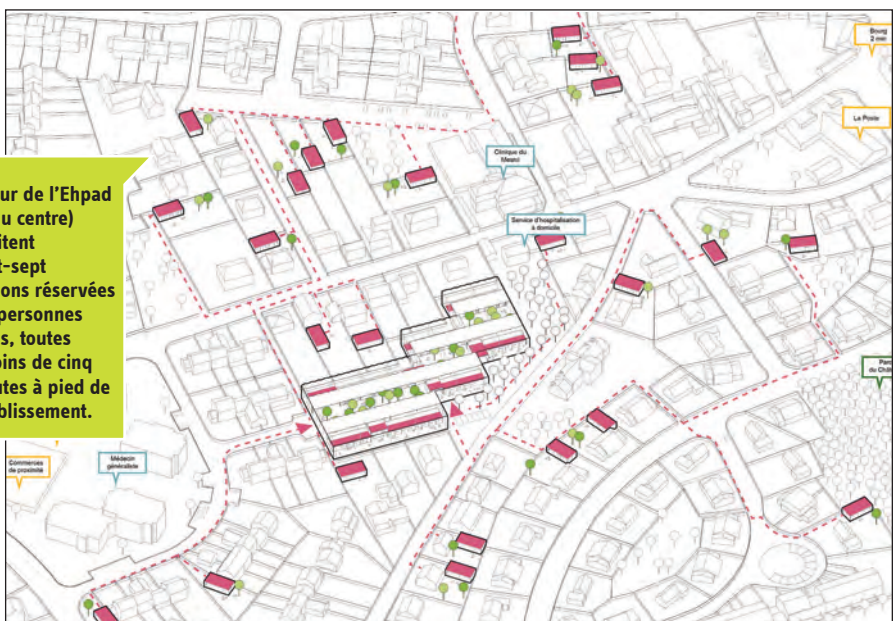 ur de l’Ehpad
u centre)
itent
t-sept
ons réservées
personnes
s, toutes
oins de cinq
utes à pied de
blissement.
Bourg
2 min
La Poste
Clinique du
Mesnil
Service d’hospitalisation
à domicile
Parc
du Chât
Commerces
de proximité
Médecin
généraliste